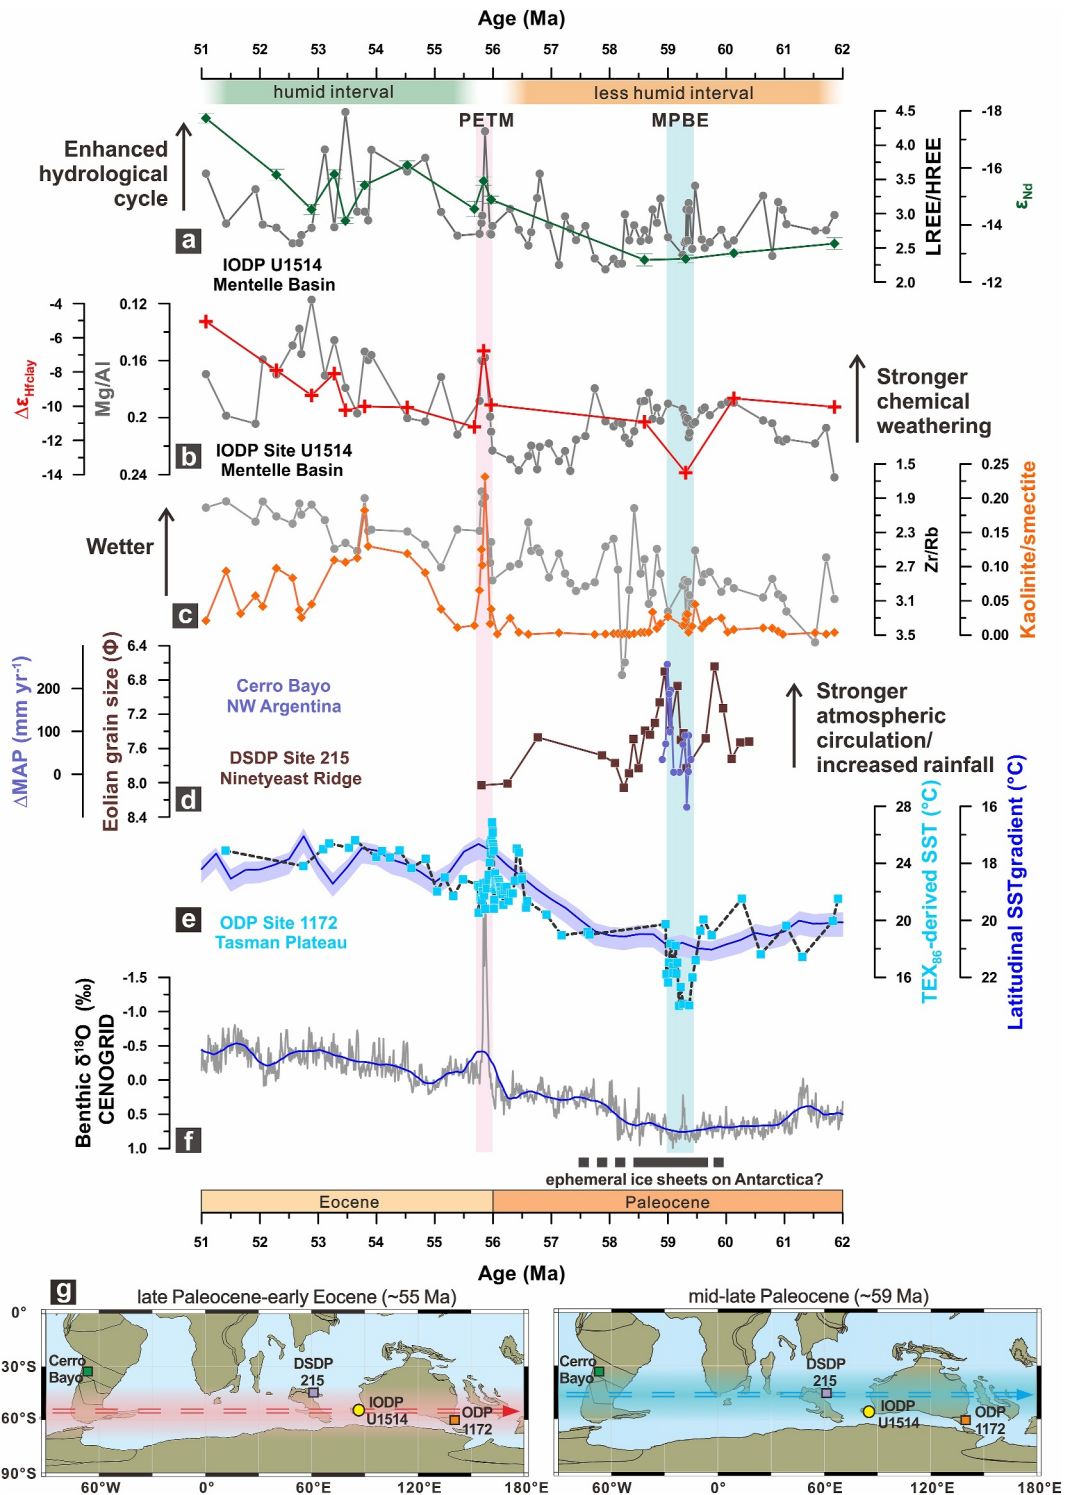 Age (Ma)
51 52 53 54 55 56 57 58 59 60 61 62
humid interval
less humid interval
PETM
MPBE
Enhanced
hydrological
cycle
a
IODP U1514
Mentelle Basin
4.5
4.0
3.5
3.0
2.5
2.0
LREE/HREE
-18
-16
-14
-12
εNd
-4
-6
-8
-10
-12
-14
ΔεHfclay
0.12
0.16
0.2
0.24
Mg/Al
b
IODP Site U1514
Mentelle Basin
Stronger
chemical
weathering
Wetter
c
1.5
1.9
2.3
2.7
3.1
3.5
Zr/Rb
0.25
0.20
0.15
0.10
0.05
0.00
Kaolinite/smectite
ΔMAP (mm yr-1)
200
100
0
Eolian grain size (Φ)
6.4
6.8
7.2
7.6
8.0
8.4
Cerro Bayo
NW Argentina
DSDP Site 215
Ninetyeast Ridge
d
Stronger
atmospheric
circulation/
increased rainfall
e
ODP Site 1172
Tasman Plateau
28
24
20
16
TEX86-derived SST (°C)
16
18
20
22
Latitudinal SSTgradient (°C)
Benthic δ18O (‰)
CENOGRID
-1.5
-1.0
-0.5
0.0
0.5
1.0
f
ephemeral ice sheets on Antarctica?
Eocene
Paleocene
51 52 53 54 55 56 57 58 59 60 61 62
Age (Ma)
g
late Paleocene-early Eocene (~55 Ma)
0°
30°S
60°S
90°S
Cerro
Bayo
DSDP
215
IODP
U1514
ODP
1172
60°W 0° 60°E 120°E 180°E
mid-late Paleocene (~59 Ma)
Cerro
Bayo
DSDP
215
IODP
U1514
ODP
1172
60°W 0° 60°E 120°E 180°E